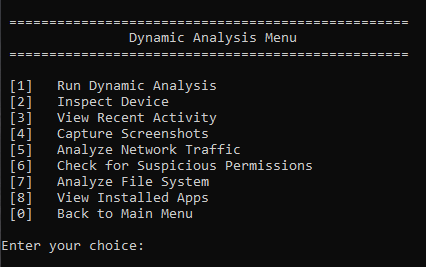 ==================================================
Dynamic Analysis Menu
==================================================
[1] Run Dynamic Analysis
[2] Inspect Device
[3] View Recent Activity
[4] Capture Screenshots
[5] Analyze Network Traffic
[6] Check for Suspicious Permissions
[7] Analyze File System
[8] View Installed Apps
[0] Back to Main Menu
Enter your choice: